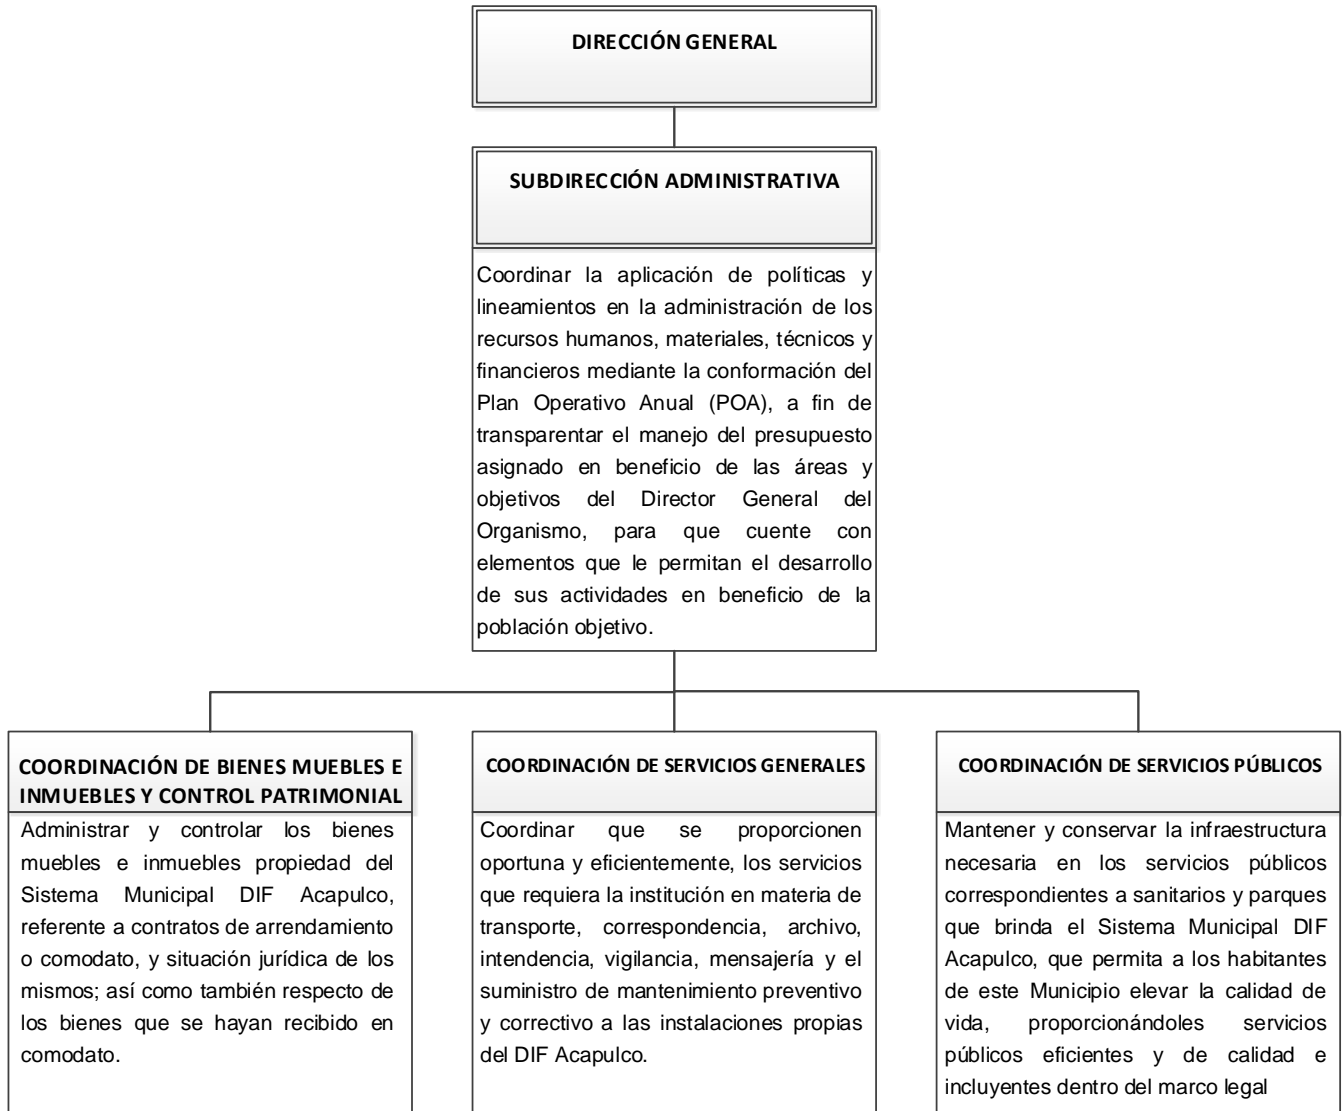 DIRECCIÓN GENERAL
SUBDIRECCIÓN ADMINISTRATIVA
Coordinar la aplicación de políticas y
lineamientos en la administración de los
recursos humanos, materiales, técnicos y
financieros mediante la conformación del
Plan Operativo Anual (POA), a fin de
transparentar el manejo del presupuesto
asignado en beneficio de las áreas y
objetivos del Director General del
Organismo, para que cuente con
elementos que le permitan el desarrollo
de sus actividades en beneficio de la
población objetivo.
COORDINACIÓN DE BIENES MUEBLES E
INMUEBLES Y CONTROL PATRIMONIAL
Administrar y controlar los bienes
muebles e inmuebles propiedad del
Sistema Municipal DIF Acapulco,
referente a contratos de arrendamiento
o comodato, y situación jurídica de los
mismos; así como también respecto de
los bienes que se hayan recibido en
comodato.
COORDINACIÓN DE SERVICIOS GENERALES
Coordinar que se proporcionen
oportuna y eficientemente, los servicios
que requiera la institución en materia de
transporte, correspondencia, archivo,
intendencia, vigilancia, mensajería y el
suministro de mantenimiento preventivo
y correctivo a las instalaciones propias
del DIF Acapulco.
COORDINACIÓN DE SERVICIOS PÚBLICOS
Mantener y conservar la infraestructura
necesaria en los servicios públicos
correspondientes a sanitarios y parques
que brinda el Sistema Municipal DIF
Acapulco, que permita a los habitantes
de este Municipio elevar la calidad de
vida, proporcionándoles servicios
públicos eficientes y de calidad e
incluyentes dentro del marco legal